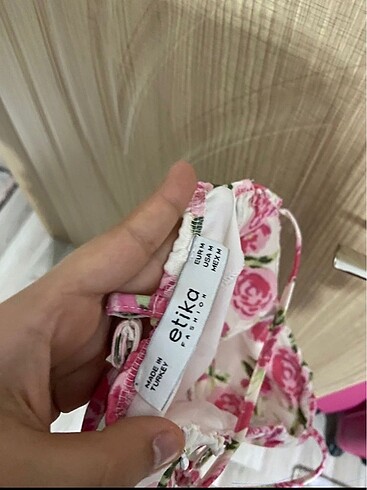 EUR M
USA M
MEX M
etika
FASHION
MADE IN
TURKEY